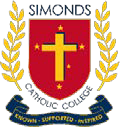 SIMONDS
CATHOLIC COLLEGE
KNOWN - SUPPORTED - INSPIRED